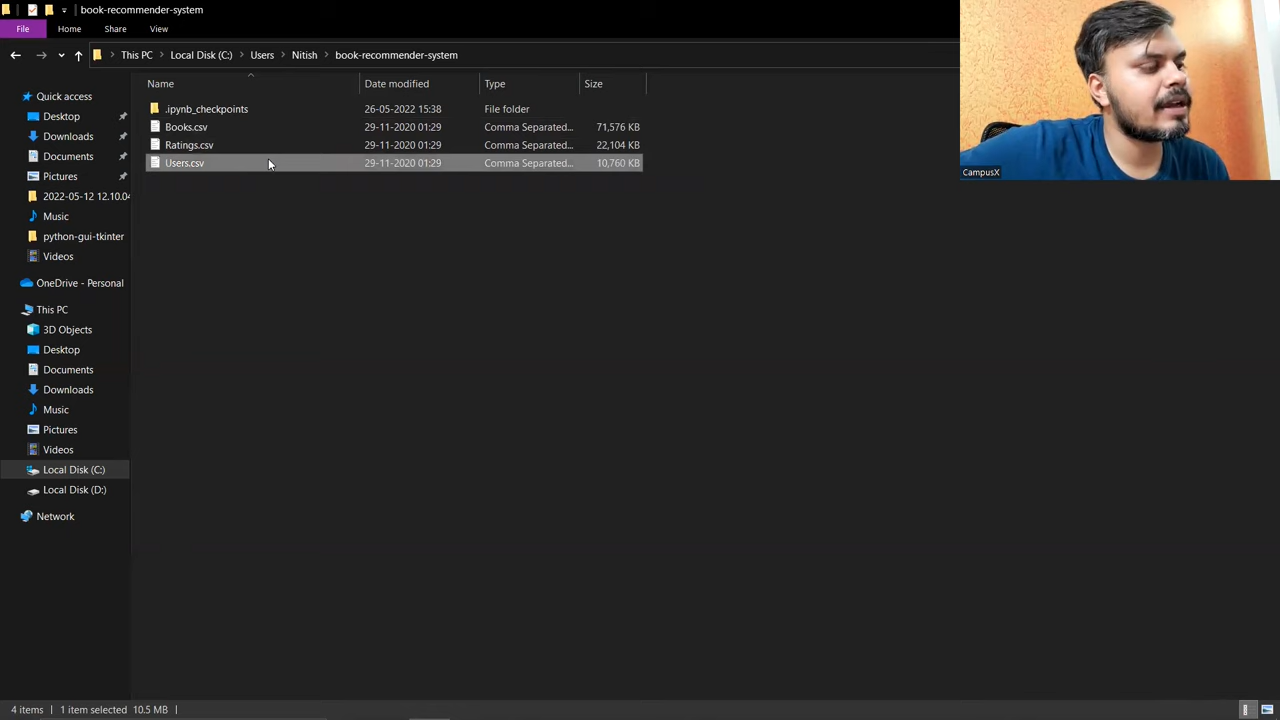 book-recommender-system
File Home Share View
This PC Local Disk (C:) Users Nitish book-recommender-system
Name Date modified Type Size
.ipynb_checkpoints 26-05-2022 15:38 File folder
Books.csv 29-11-2020 01:29 Comma Separated... 71,576 KB
Ratings.csv 29-11-2020 01:29 Comma Separated... 22,104 KB
Users.csv 29-11-2020 01:29 Comma Separated... 10,760 KB
Quick access
Desktop
Downloads
Documents
Pictures
2022-05-12 12.10.04
Music
python-gui-tkinter
Videos
OneDrive - Personal
This PC
3D Objects
Desktop
Documents
Downloads
Music
Pictures
Videos
Local Disk (C:)
Local Disk (D:)
Network
4 items 1 item selected 10.5 MB
CampusX